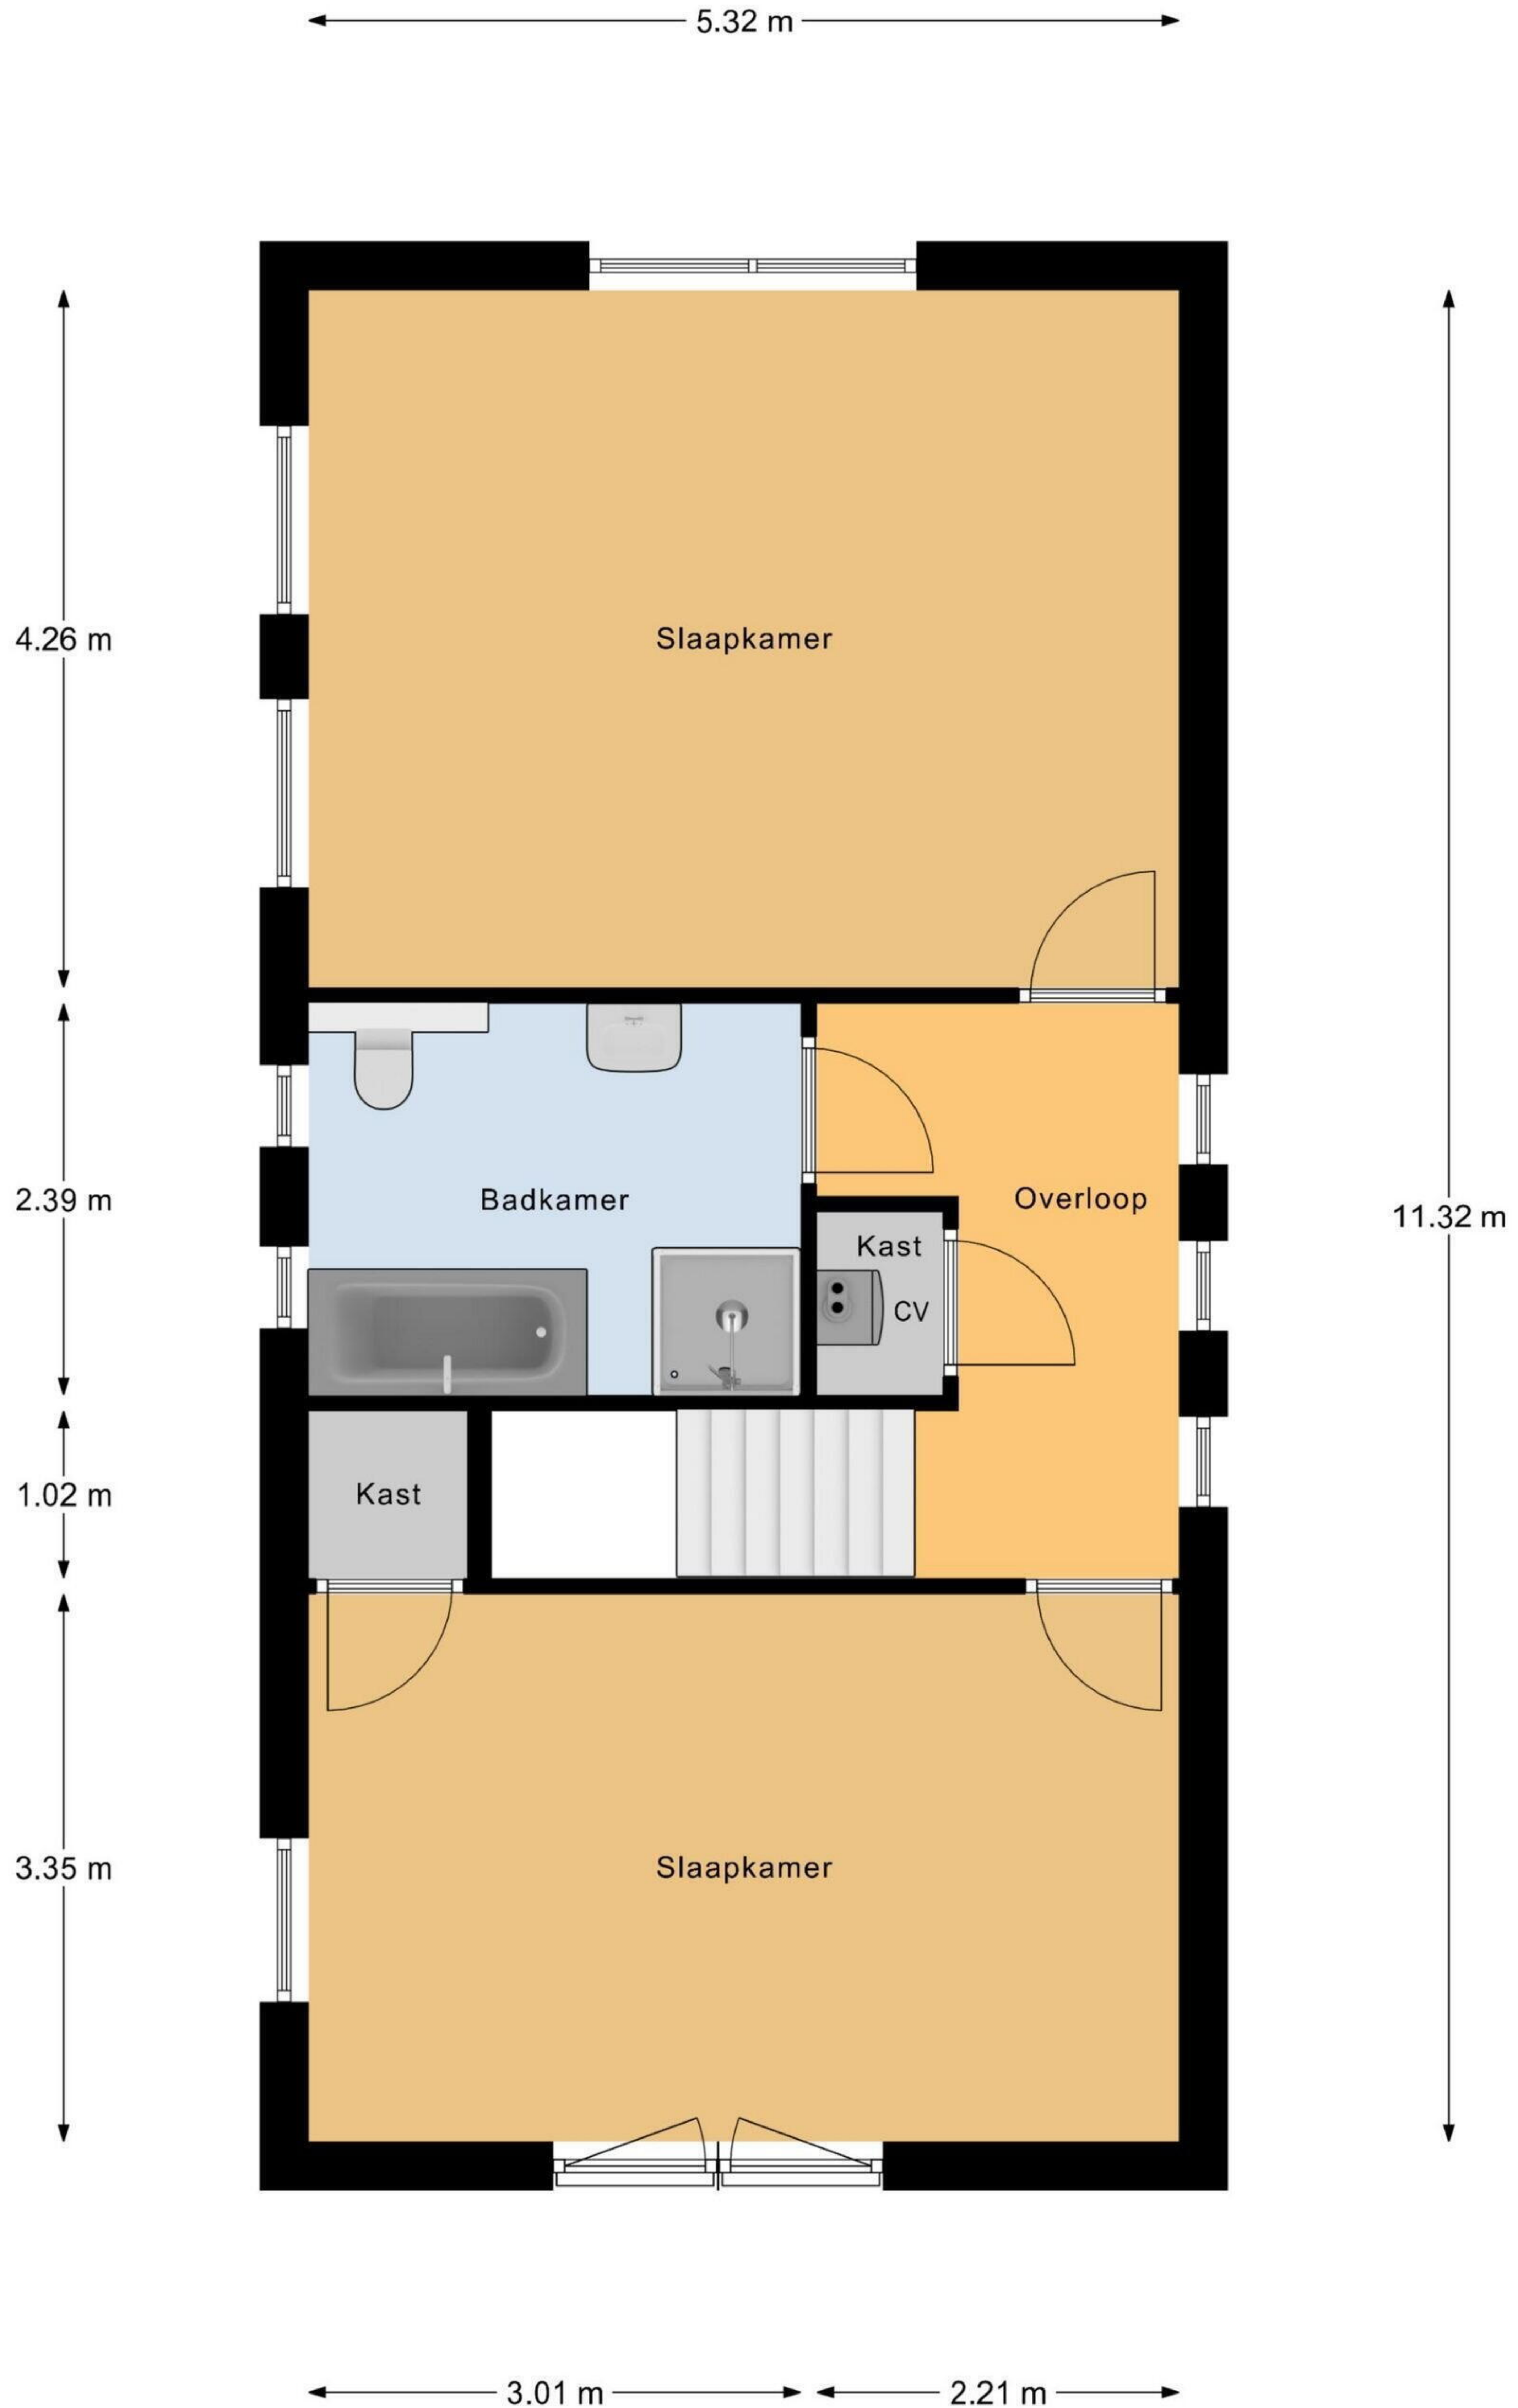 5.32 m
4.26 m
Slaapkamer
2.39 m
Badkamer
Overloop
11.32 m
Kast
CV
1.02 m
Kast
3.35 m
Slaapkamer
3.01 m
2.21 m